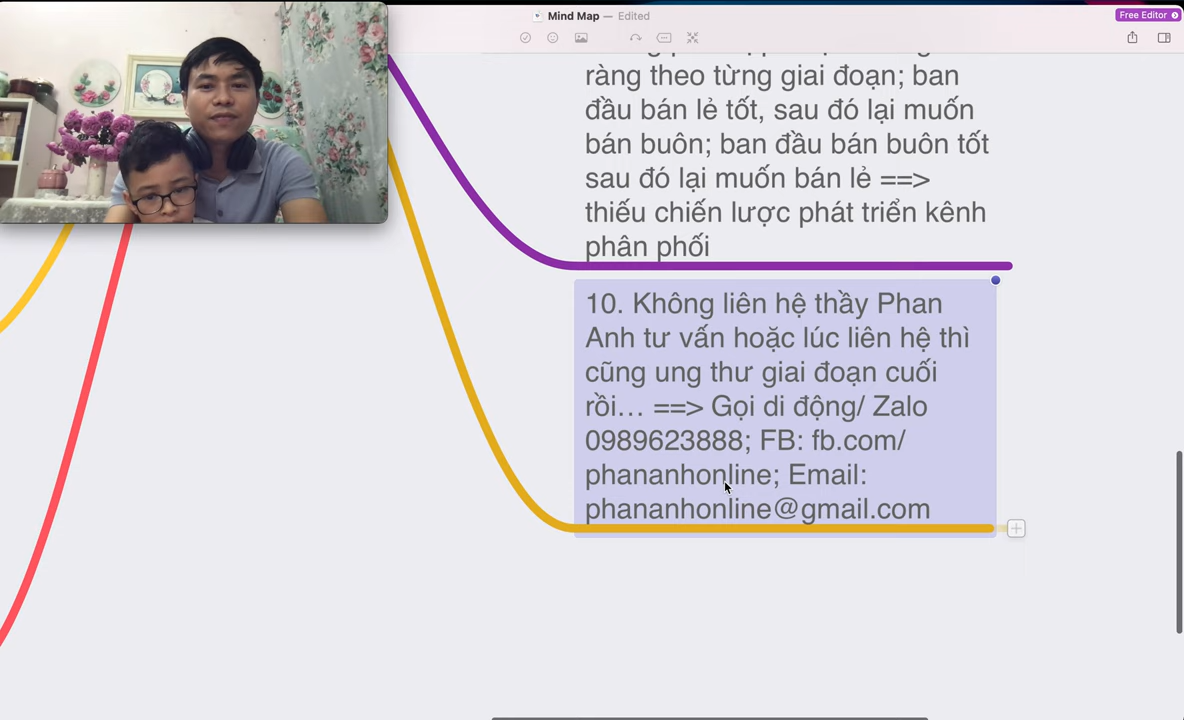 Mind Map — Edited
Free Editor
ràng theo từng giai đoạn; ban
đầu bán lẻ tốt, sau đó lại muốn
bán buôn; ban đầu bán buôn tốt
sau đó lại muốn bán lẻ ==>
thiếu chiến lược phát triển kênh
phân phối
10. Không liên hệ thầy Phan
Anh tư vấn hoặc lúc liên hệ thì
cũng ung thư giai đoạn cuối
rồi… ==> Gọi di động/ Zalo
0989623888; FB: fb.com/
phananhonline; Email:
phananhonline@gmail.com